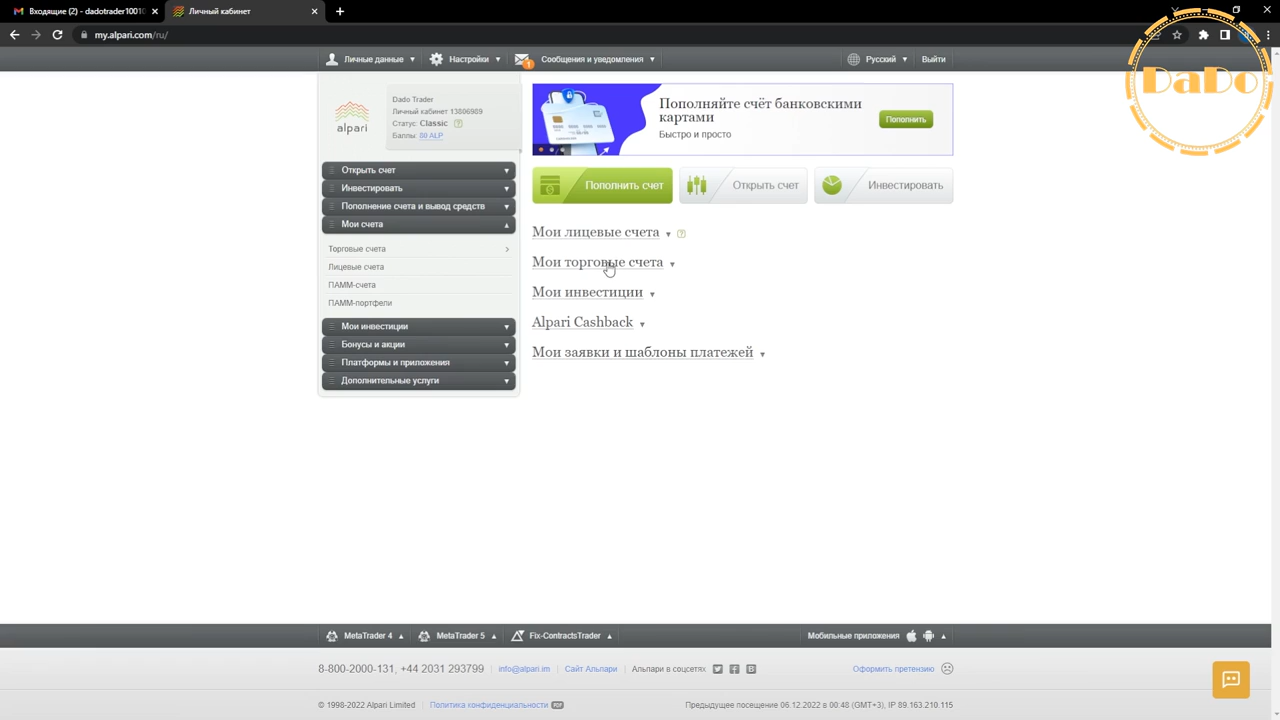 Входящие (2) - dadotrader1001
Личный кабинет
my.alpari.com/ru/
DaDo
Личные данные
Настройки
1
Сообщения и уведомления
Русский
Выйти
alpari
Dado Trader
Личный кабинет 13806989
Статус: Classic
Баллы: 80 ALP
Пополняйте счёт банковскими
картами
Быстро и просто
Пополнить
Пополнить счет
Открыть счет
Инвестировать
Открыть счет
Инвестировать
Пополнение счета и вывод средств
Мои счета
Торговые счета
Лицевые счета
ПАММ-счета
ПАММ-портфели
Мои инвестиции
Бонусы и акции
Платформы и приложения
Дополнительные услуги
Мои лицевые счета
Мои торговые счета
Мои инвестиции
Alpari Cashback
Мои заявки и шаблоны платежей
MetaTrader 4
MetaTrader 5
Fix-ContractsTrader
Мобильные приложения
8-800-2000-131, +44 2031 293799
info@alpari.im
Сайт Альпари
Альпари в соцсетях
Оформить претензию
© 1998-2022 Alpari Limited
Политика конфиденциальности
PDF
Предыдущее посещение 06.12.2022 в 00:48 (GMT+3), IP 89.163.210.115